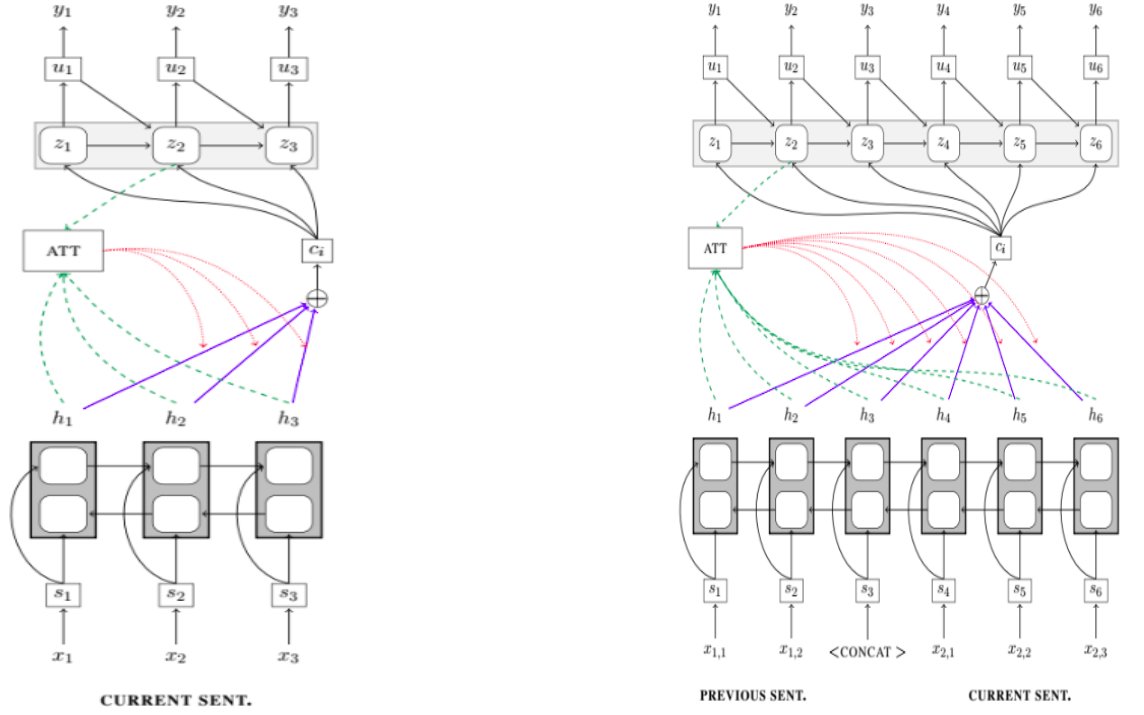 y1 y2 y3
u1 u2 u3
z1 z2 z3
ATT
ci
h1 h2 h3
s1 s2 s3
x1 x2 x3
CURRENT SENT.
y1 y2 y3 y4 y5 y6
u1 u2 u3 u4 u5 u6
z1 z2 z3 z4 z5 z6
ATT
ci
h1 h2 h3 h4 h5 h6
s1 s2 s3 s4 s5 s6
x1,1 x1,2 <CONCAT > x2,1 x2,2 x2,3
PREVIOUS SENT. CURRENT SENT.